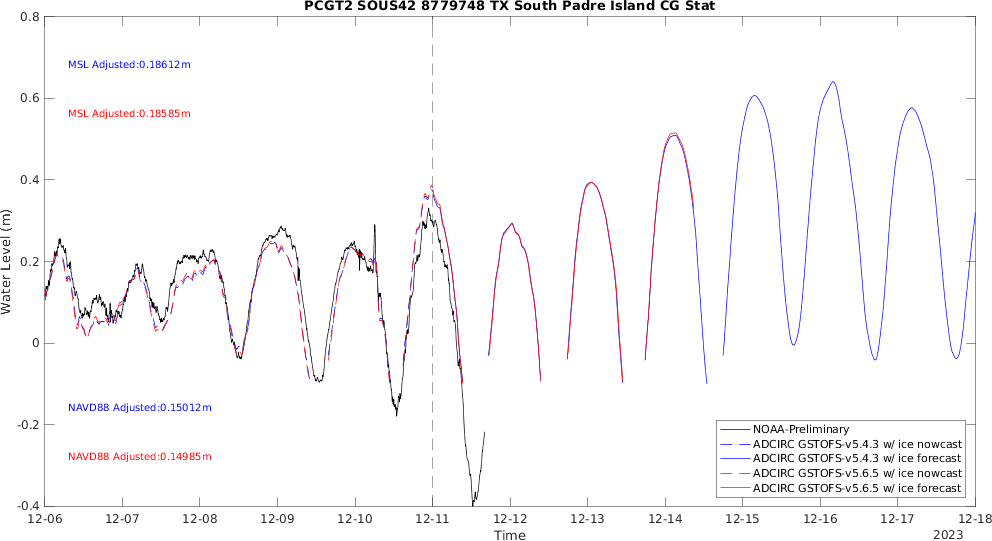 PCGT2 SOUS42 8779748 TX South Padre Island CG Stat
0.8
MSL Adjusted:0.18612m
0.6
MSL Adjusted:0.18585m
0.4
Water Level (m)
0.2
0
NAVD88 Adjusted:0.15012m
-0.2
NAVD88 Adjusted:0.14985m
-0.4
NOAA-Preliminary
ADCIRC GSTOFS-v5.4.3 w/ ice nowcast
ADCIRC GSTOFS-v5.4.3 w/ ice forecast
ADCIRC GSTOFS-v5.6.5 w/ ice nowcast
ADCIRC GSTOFS-v5.6.5 w/ ice forecast
12-06 12-07 12-08 12-09 12-10 12-11 12-12 12-13 12-14 12-15 12-16 12-17 12-18
Time
2023